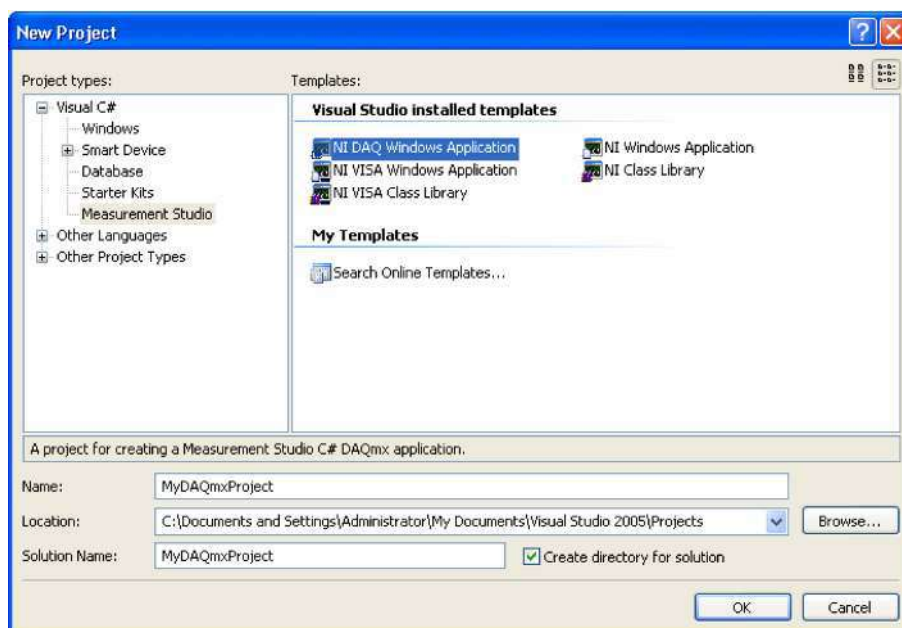 New Project
Project types:
Templates:
Visual C#
Windows
Smart Device
Database
Starter Kits
Measurement Studio
Other Languages
Other Project Types
Visual Studio installed templates
NI DAQ Windows Application
NI Windows Application
NI VISA Windows Application
NI Class Library
NI VISA Class Library
My Templates
Search Online Templates...
A project for creating a Measurement Studio C# DAQmx application.
Name:
MyDAQmxProject
Location:
C:\Documents and Settings\Administrator\My Documents\Visual Studio 2005\Projects
Browse...
Solution Name:
MyDAQmxProject
Create directory for solution
OK
Cancel